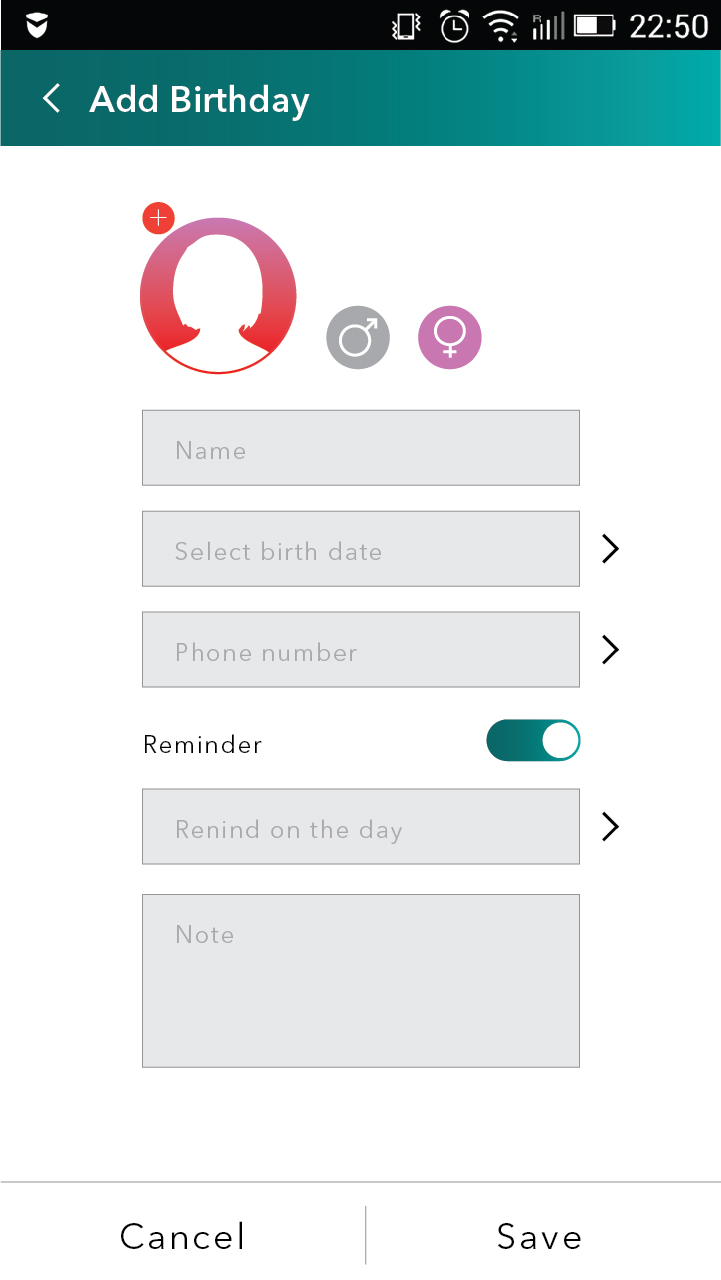 R 22:50
Add Birthday
Name
Select birth date
Phone number
Reminder
Renind on the day
Note
Cancel Save